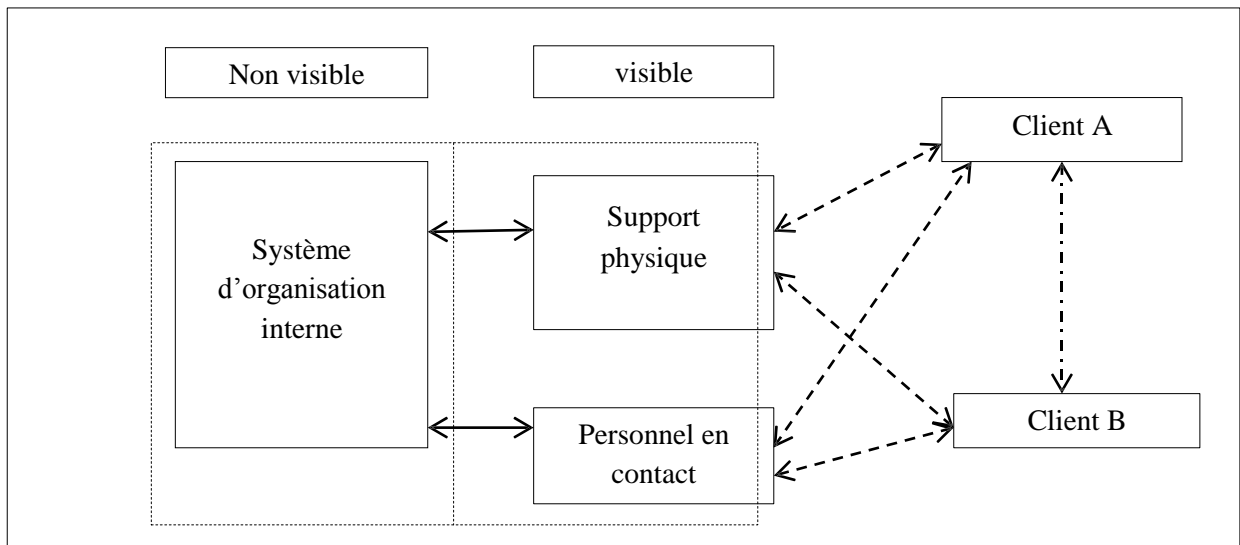 Non visible
visible
Client A
Système
d’organisation
interne
Support
physique
Personnel en
contact
Client B